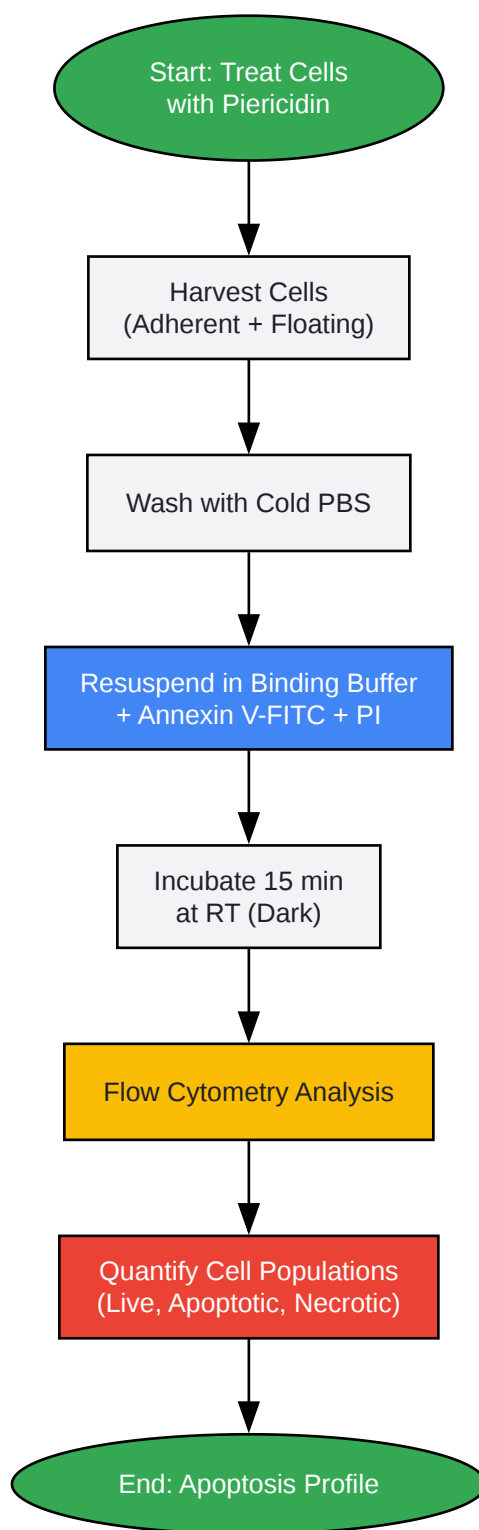 Start: Treat Cells
with Piericidin
Harvest Cells
(Adherent + Floating)
Wash with Cold PBS
Resuspend in Binding Buffer
+ Annexin V-FITC + PI
Incubate 15 min
at RT (Dark)
Flow Cytometry Analysis
Quantify Cell Populations
(Live, Apoptotic, Necrotic)
End: Apoptosis Profile